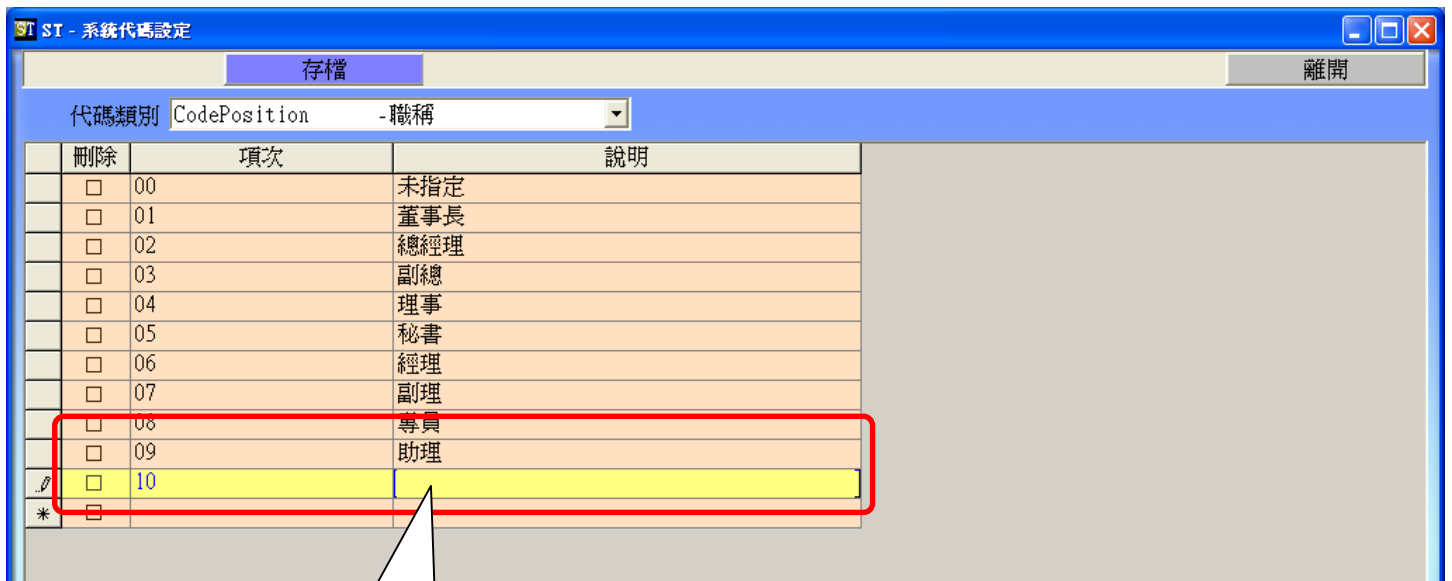 ST ST - 系統代碼設定
存檔 離開
代碼類別 CodePosition -職稱
刪除 項次 說明
00 未指定
01 董事長
02 總經理
03 副總
04 理事
05 秘書
06 經理
07 副理
08 專員
09 助理
10
*